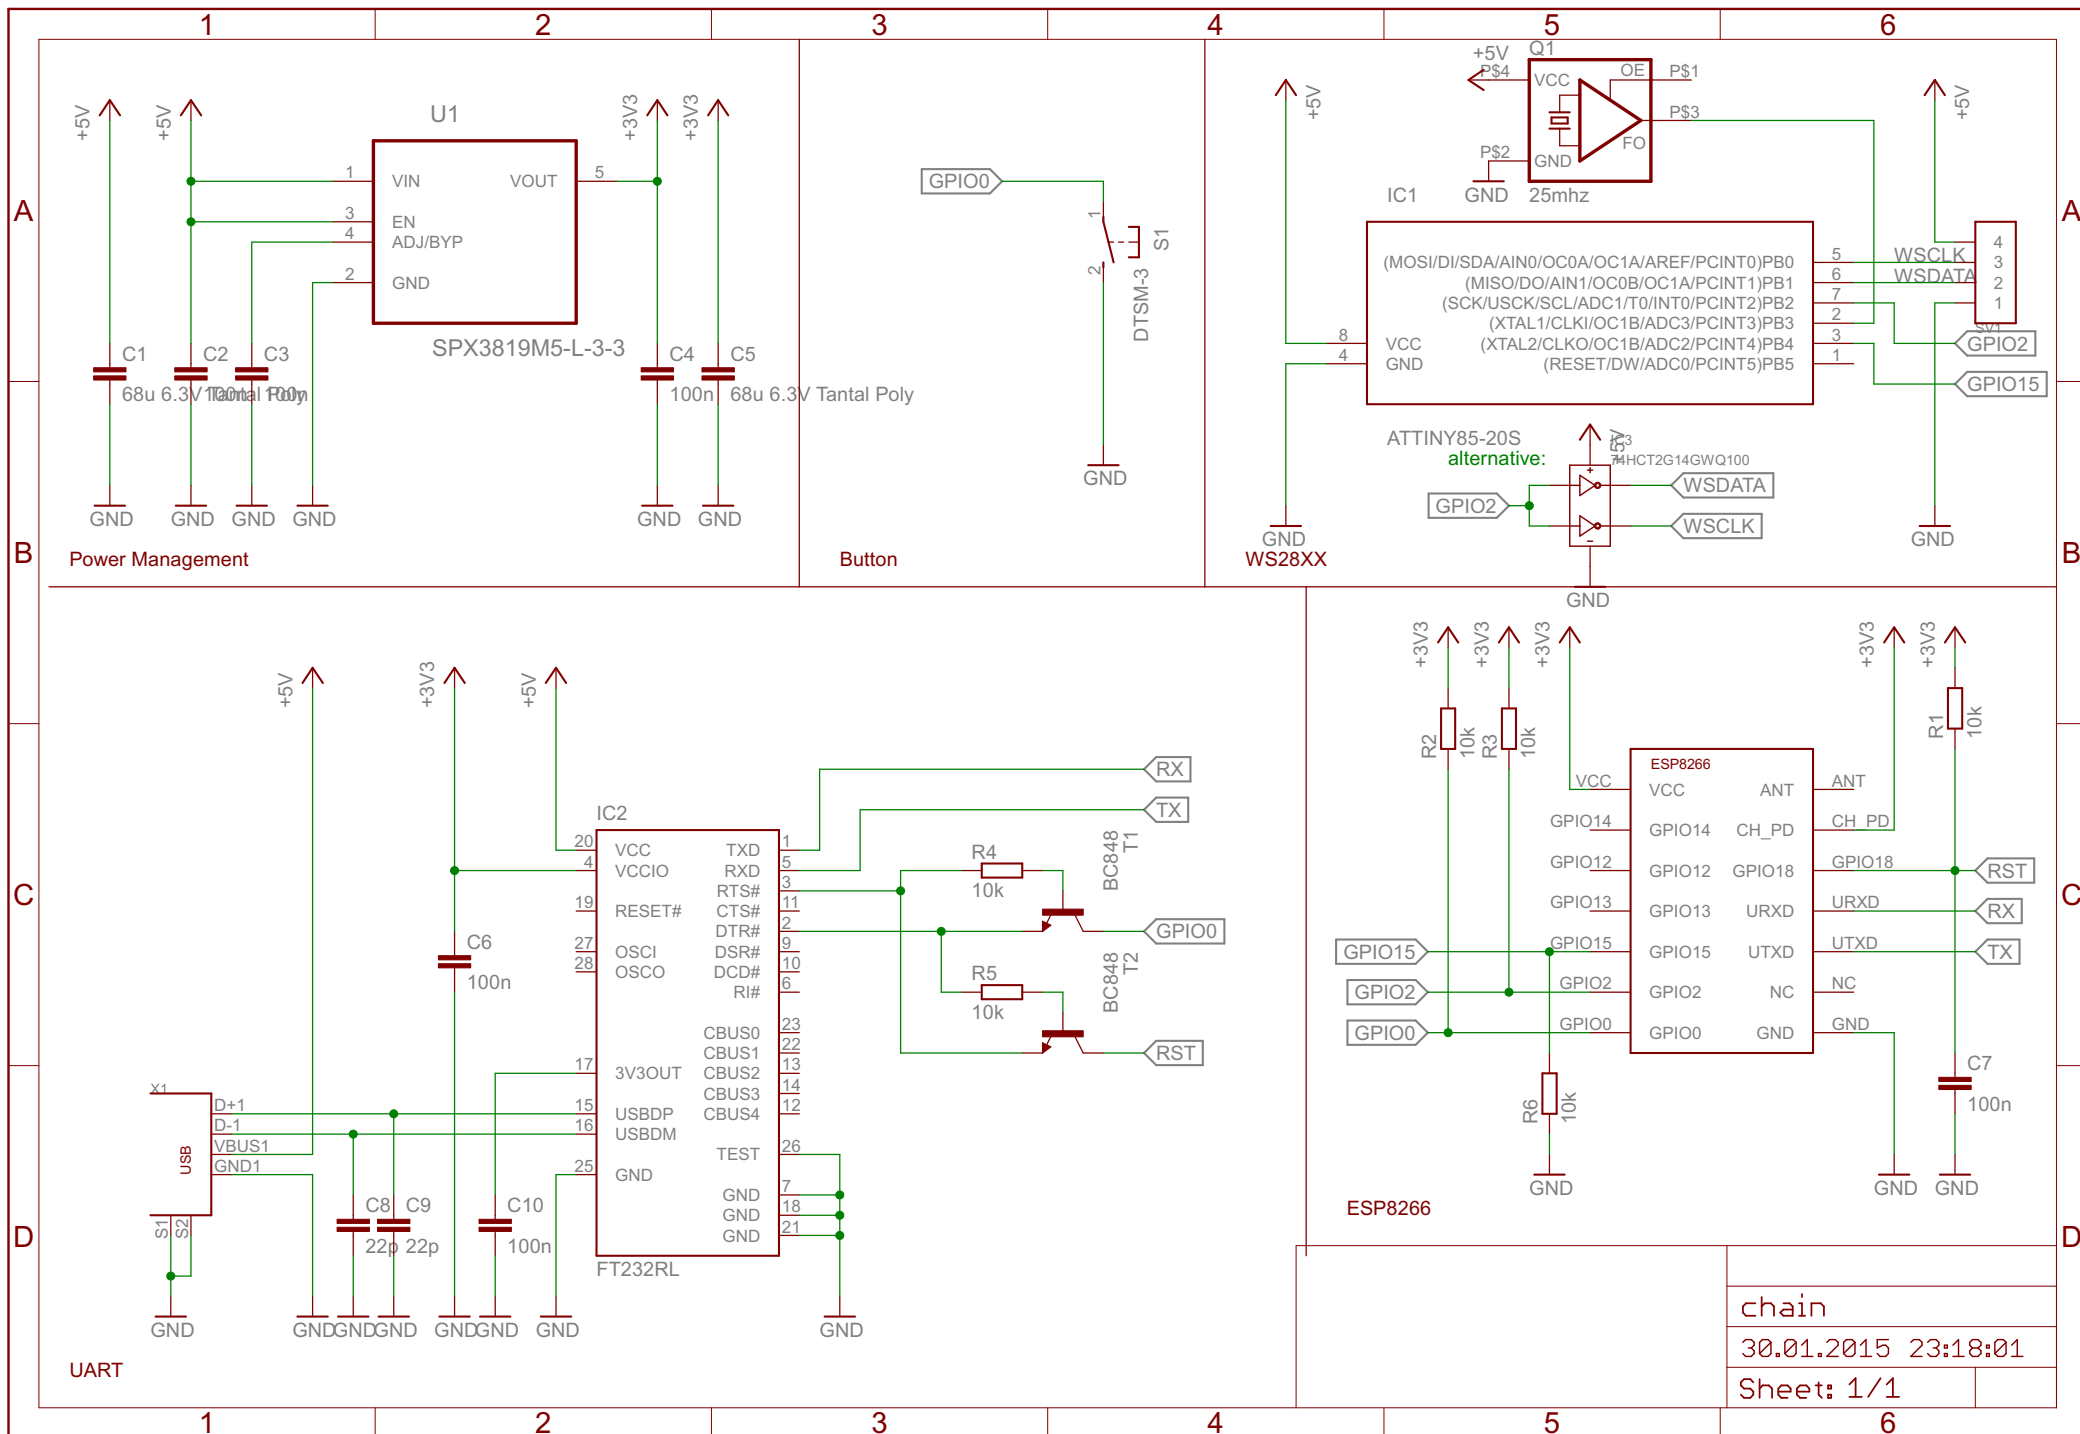 1 2 3 4 5 6
A
B
C
D
A
B
C
D
+5V
+5V
U1
+3V3
+3V3
1 VIN VOUT 5
3 EN
4 ADJ/BYP
2 GND
SPX3819M5-L-3-3
C1
68u 6.3V Tantal Poly
C2
100n
C3
100n
C4
100n
C5
68u 6.3V Tantal Poly
GND GND GND GND GND GND
Power Management
GPIO0
1
2
S1
DTSM-3
GND
Button
+5V
+5V
Q1
P$4 VCC OE P$1
P$3
FO
P$2 GND
GND
25mhz
+5V
IC1
(MOSI/DI/SDA/AIN0/OC0A/OC1A/AREF/PCINT0)PB0 5 WSCLK
(MISO/DO/AIN1/OC0B/OC1A/PCINT1)PB1 6 WSDATA
(SCK/USCK/SCL/ADC1/T0/INT0/PCINT2)PB2 7
(XTAL1/CLKI/OC1B/ADC3/PCINT3)PB3 2
8 VCC (XTAL2/CLKO/OC1B/ADC2/PCINT4)PB4 3
4 GND (RESET/DW/ADC0/PCINT5)PB5 1
4
3
2
1
SV1
GPIO2
GPIO15
ATTINY85-20S
alternative:
+5V
IC3
74HCT2G14GWQ100
GPIO2
WSDATA
WSCLK
GND
GND
GND
WS28XX
+5V
+3V3
+5V
IC2
20 VCC TXD 1
4 VCCIO RXD 5
RTS# 3
19 RESET# CTS# 11
DTR# 2
27 OSCI DSR# 9
28 OSCO DCD# 10
RI# 6
CBUS0 23
CBUS1 22
17 3V3OUT CBUS2 13
CBUS3 14
15 USBDP CBUS4 12
16 USBDM
TEST 26
25 GND
GND 7
GND 18
GND 21
FT232RL
RX
TX
R4
10k
BC848
T1
GPIO0
R5
10k
BC848
T2
RST
C6
100n
X1
USB
D+1
D-1
VBUS1
GND1
S1
S2
C8
22p
C9
22p
C10
100n
GND GND GND GND GND GND GND GND
UART
+3V3
+3V3
+3V3
+3V3
+3V3
R2
10k
R3
10k
R1
10k
ESP8266
VCC VCC ANT ANT
GPIO14 GPIO14 CH_PD CH_PD
GPIO12 GPIO12 GPIO18 GPIO18 RST
GPIO13 GPIO13 URXD URXD RX
GPIO15 GPIO15 GPIO15 UTXD UTXD TX
GPIO2 GPIO2 GPIO2 NC NC
GPIO0 GPIO0 GPIO0 GND GND
R6
10k
C7
100n
GND GND GND
ESP8266
chain
30.01.2015 23:18:01
Sheet: 1/1
1 2 3 4 5 6